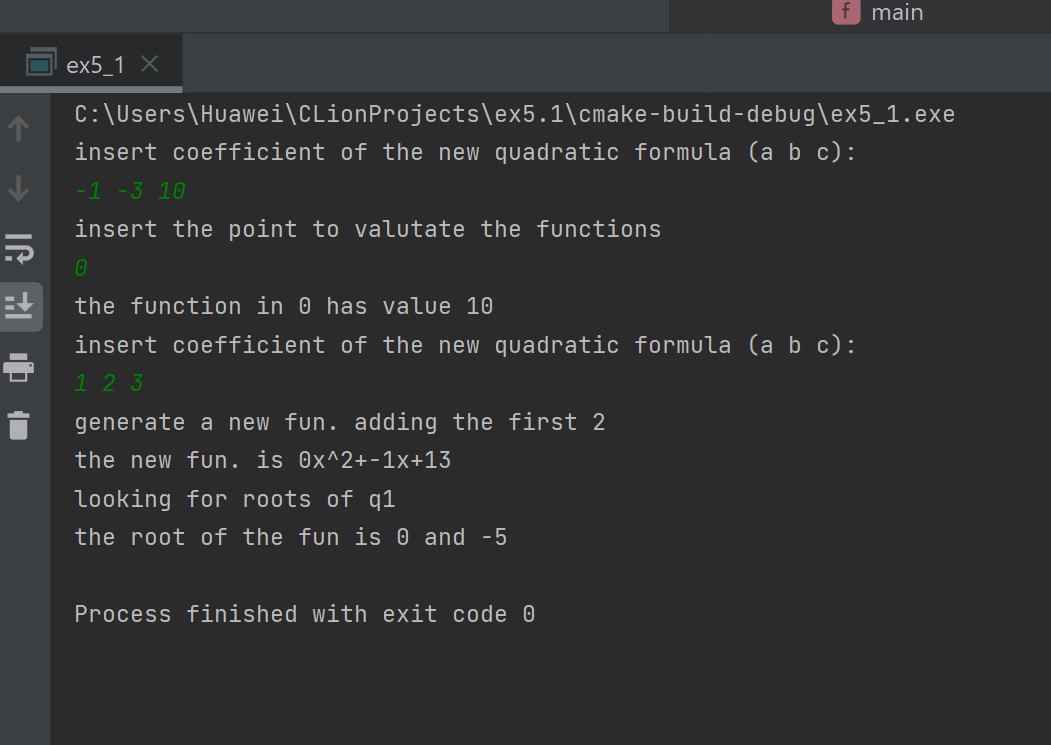 f main
ex5_1
C:\Users\Huawei\CLionProjects\ex5.1\cmake-build-debug\ex5_1.exe
insert coefficient of the new quadratic formula (a b c):
-1 -3 10
insert the point to valutate the functions
0
the function in 0 has value 10
insert coefficient of the new quadratic formula (a b c):
1 2 3
generate a new fun. adding the first 2
the new fun. is 0x^2+-1x+13
looking for roots of q1
the root of the fun is 0 and -5
Process finished with exit code 0